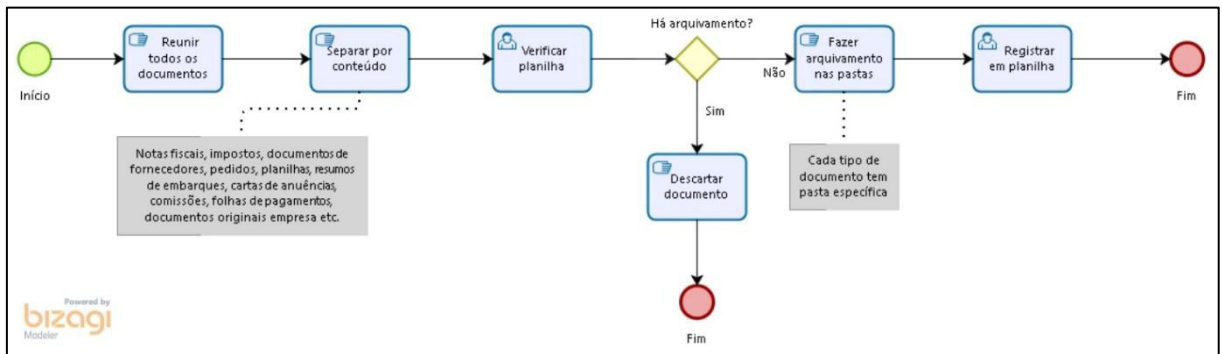 Há arquivamento?
Início
Reunir
todos os
documentos
Separar por
conteúdo
Verificar
planilha
Não
Sim
Fazer
arquivamento
nas pastas
Registrar
em planilha
Fim
Notas fiscais, impostos, documentos de
fornecedores, pedidos, planilhas, resumos
de embarques, cartas de anuências,
comissões, folhas de pagamentos,
documentos originais empresa etc.
Descartar
documento
Cada tipo de
documento tem
pasta específica
Fim
Powered by
bizagi
Modeler